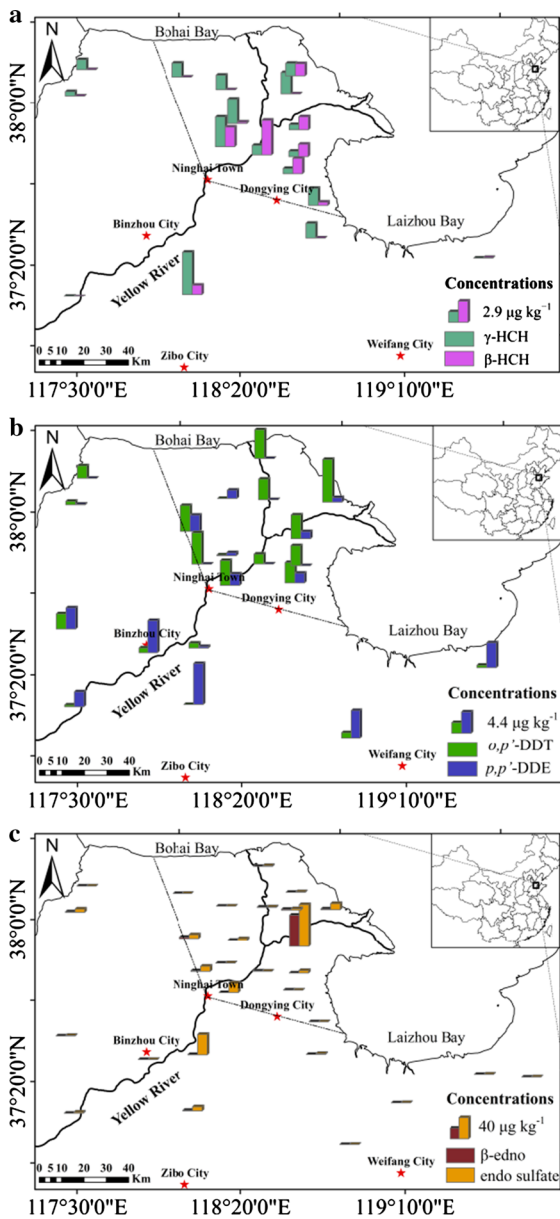 a
N
Bohai Bay
38°0'0"N
Ninghai Town
Dongying City
Binzhou City
Laizhou Bay
37°20'0"N
Yellow River
Concentrations
2.9 µg kg⁻¹
γ-HCH
β-HCH
Zibo City
Weifang City
0 5 10 20 30 40
Km
117°30'0"E
118°20'0"E
119°10'0"E
b
N
Bohai Bay
38°0'0"N
Ninghai Town
Dongying City
Binzhou City
Laizhou Bay
37°20'0"N
Yellow River
Concentrations
4.4 µg kg⁻¹
o,p'-DDT
p,p'-DDE
Zibo City
Weifang City
0 5 10 20 30 40
Km
117°30'0"E
118°20'0"E
119°10'0"E
c
N
Bohai Bay
38°0'0"N
Ninghai Town
Dongying City
Binzhou City
Laizhou Bay
37°20'0"N
Yellow River
Concentrations
40 µg kg⁻¹
β-edno
endo sulfate
Zibo City
Weifang City
0 5 10 20 30 40
Km
117°30'0"E
118°20'0"E
119°10'0"E